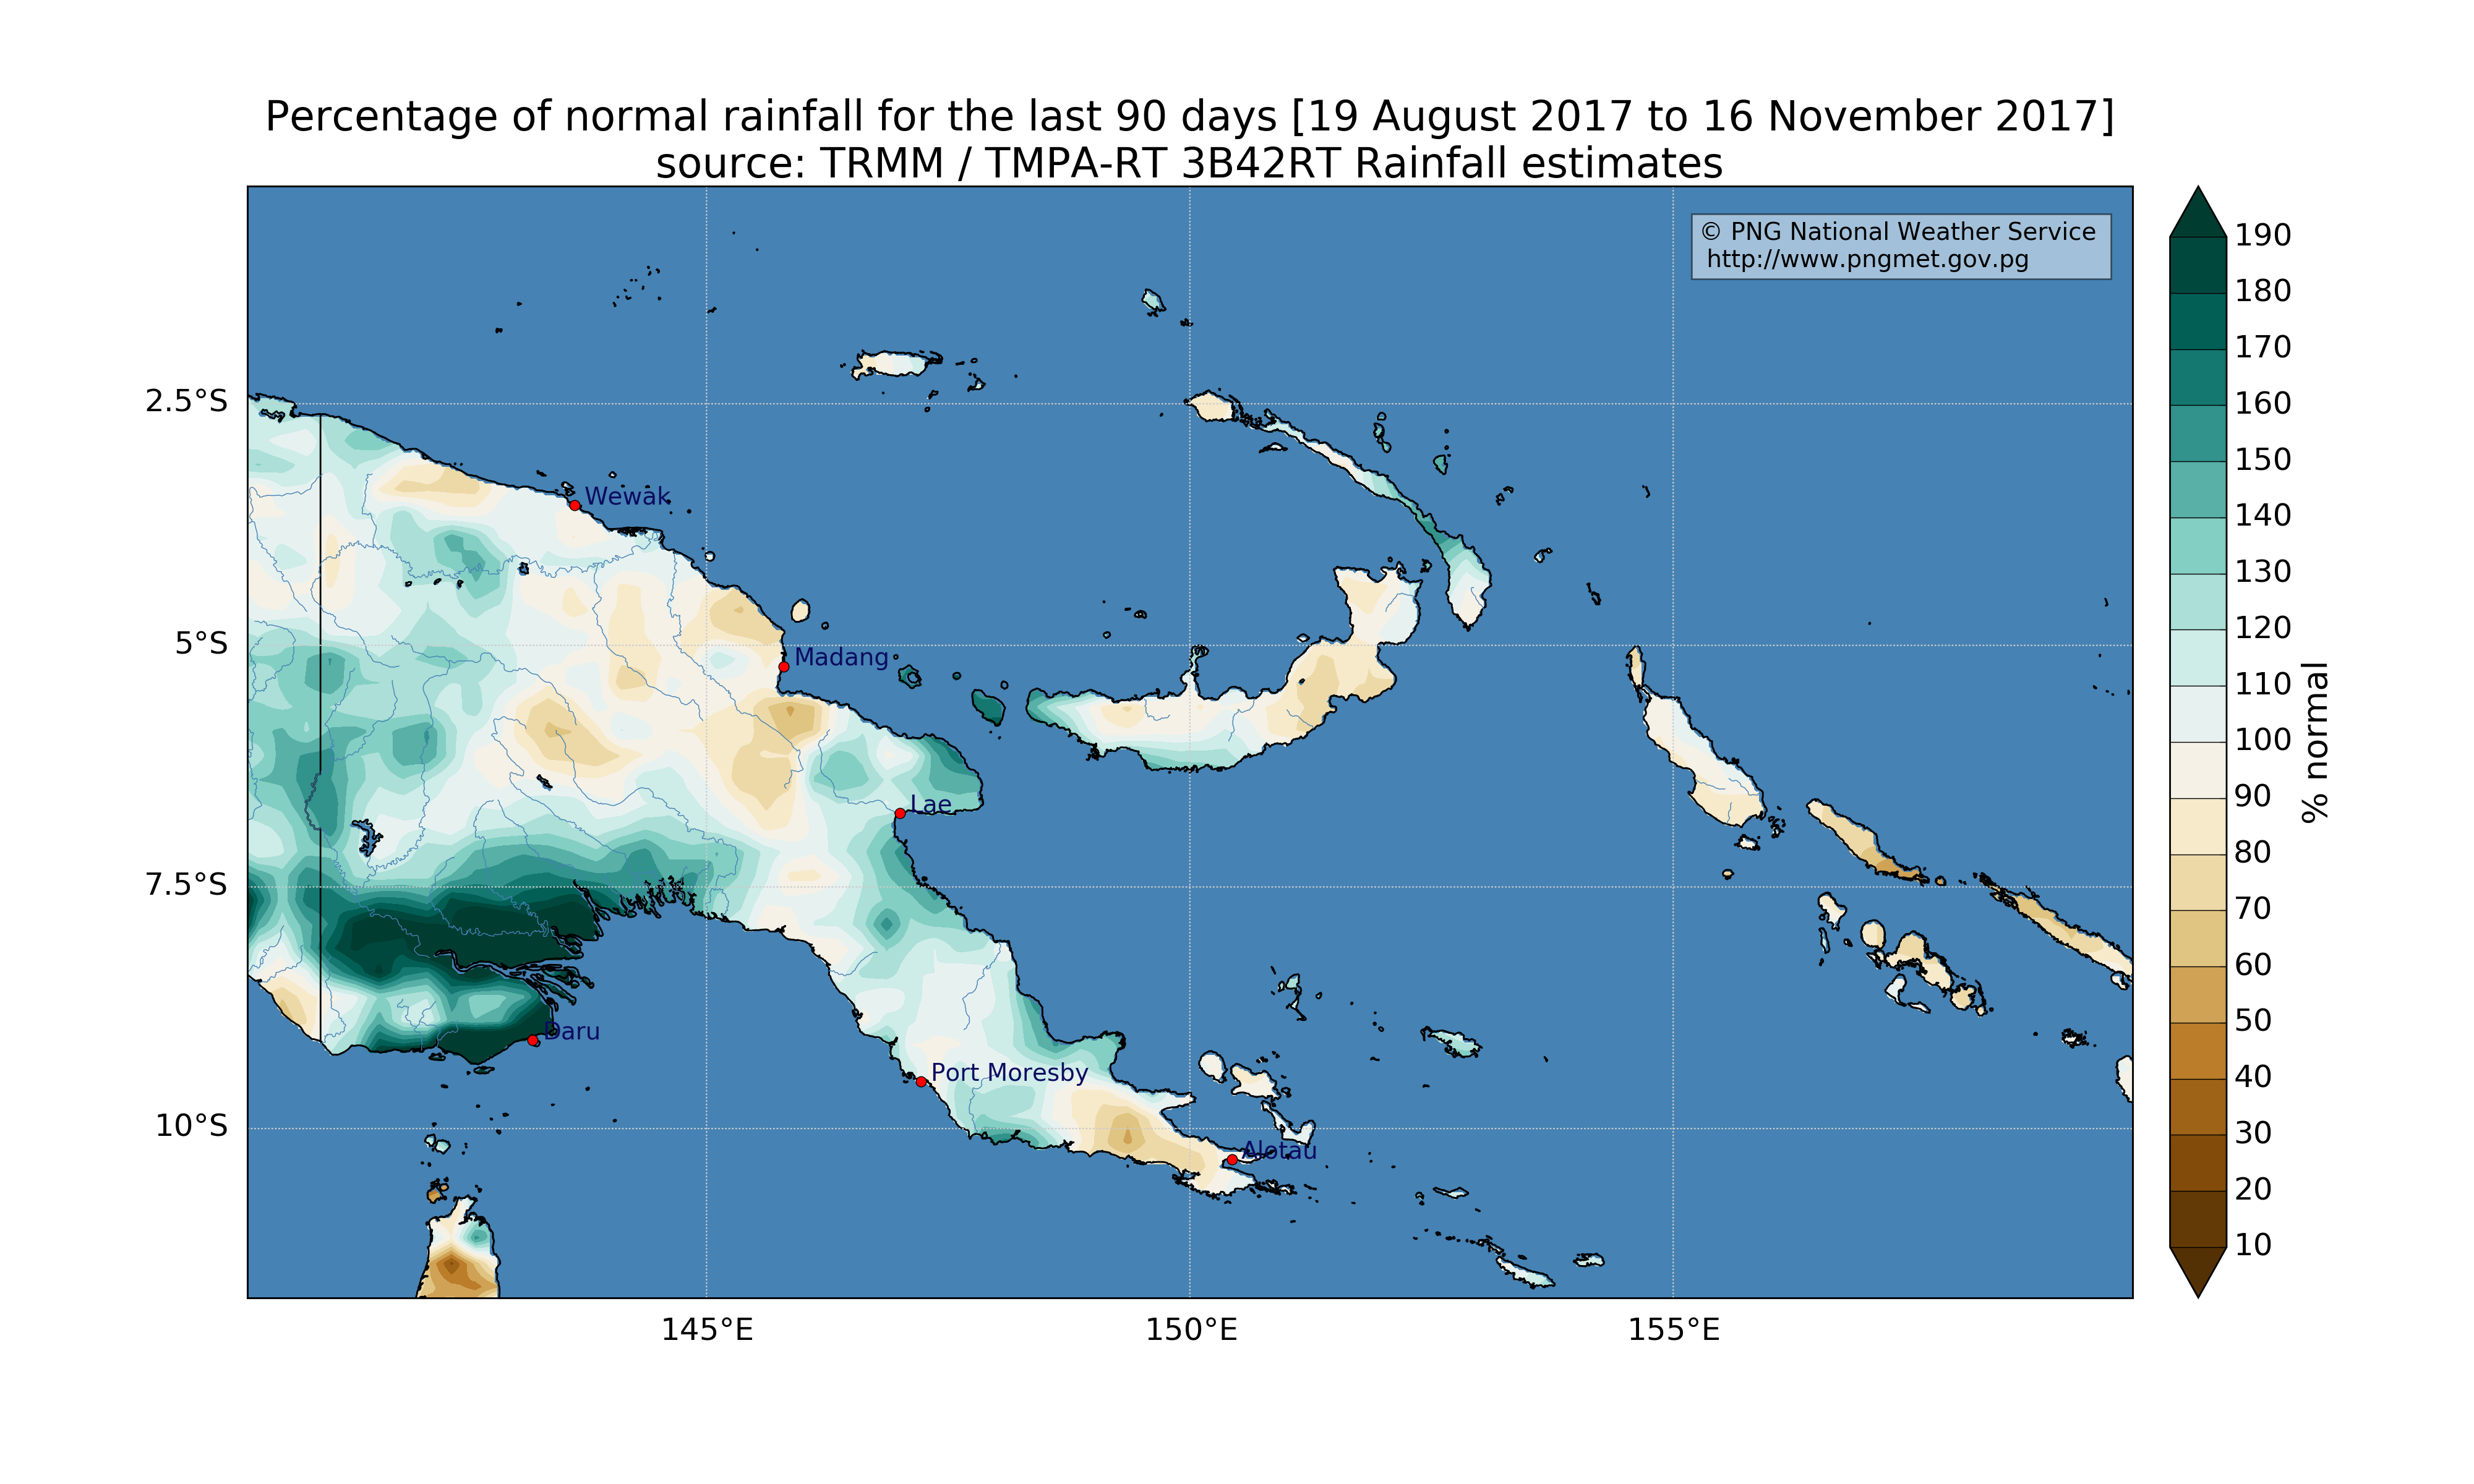 Percentage of normal rainfall for the last 90 days [19 August 2017 to 16 November 2017]
source: TRMM / TMPA-RT 3B42RT Rainfall estimates
© PNG National Weather Service
http://www.pngmet.gov.pg
2.5°S
5°S
7.5°S
10°S
Wewak
Madang
Lae
Daru
Port Moresby
Alotau
145°E
150°E
155°E
190
180
170
160
150
140
130
120
110
100
90
80
70
60
50
40
30
20
10
% normal